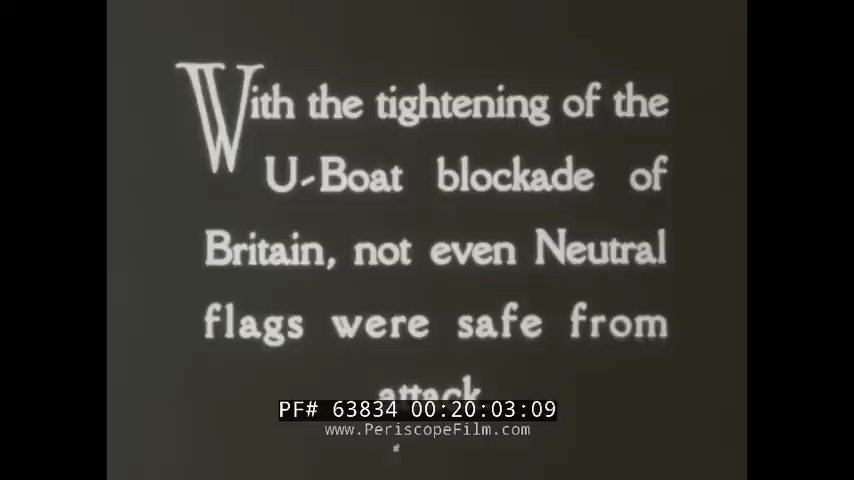 With the tightening of the
U-Boat blockade of
Britain, not even Neutral
flags were safe from
attack
PF# 63834 00:20:03:09
www.PeriscopeFilm.com